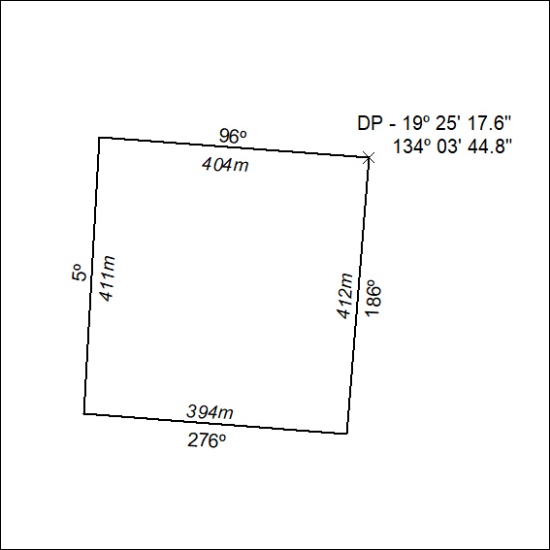 DP - 19º 25' 17.6"
134º 03' 44.8"
96º
404m
5º
411m
412m
186º
394m
276º